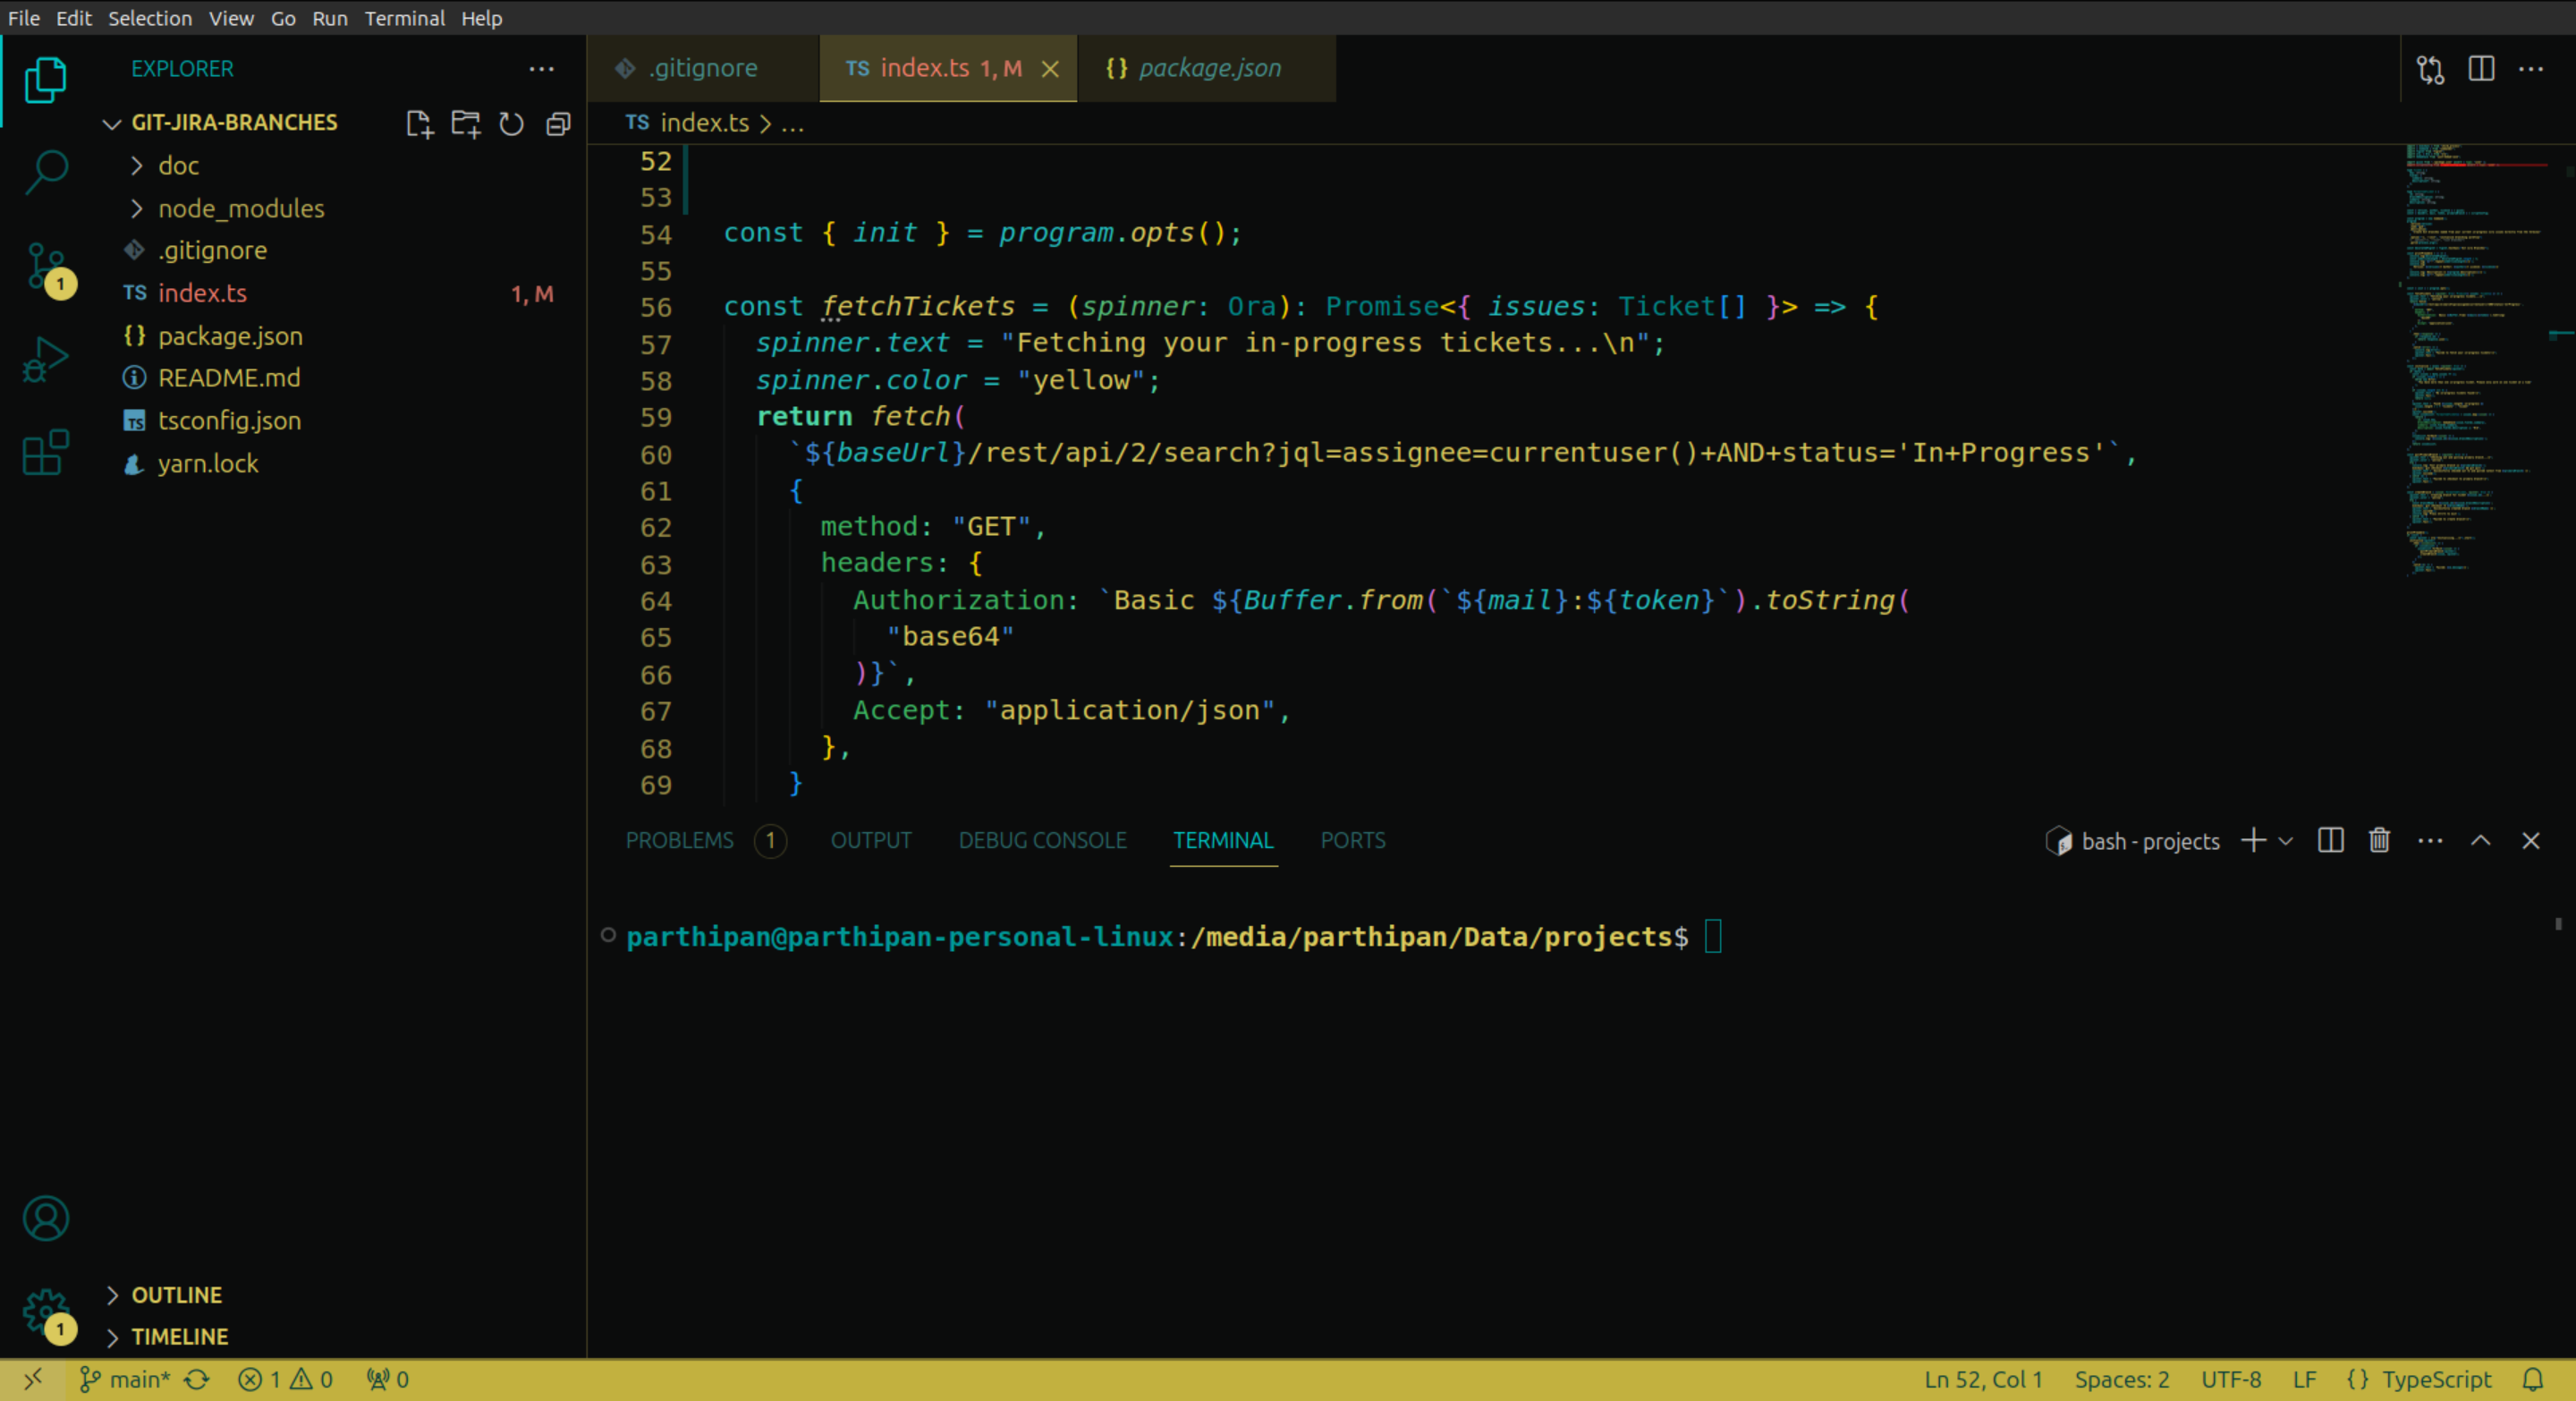 File Edit Selection View Go Run Terminal Help
EXPLORER
GIT-JIRA-BRANCHES
doc
node_modules
.gitignore
TS index.ts 1, M
{} package.json
README.md
TS tsconfig.json
yarn.lock
1
1
OUTLINE
TIMELINE
.gitignore TS index.ts 1, M {} package.json
TS index.ts > ...
52
53
54 const { init } = program.opts();
55
56 const fetchTickets = (spinner: Ora): Promise<{ issues: Ticket[] }> => {
57 spinner.text = "Fetching your in-progress tickets...\n";
58 spinner.color = "yellow";
59 return fetch(
60 `${baseUrl}/rest/api/2/search?jql=assignee=currentuser()+AND+status='In+Progress'`,
61 {
62 method: "GET",
63 headers: {
64 Authorization: `Basic ${Buffer.from(`${mail}:${token}`).toString(
65 "base64"
66 )}`,
67 Accept: "application/json",
68 },
69 }
PROBLEMS 1 OUTPUT DEBUG CONSOLE TERMINAL PORTS bash - projects
parthipan@parthipan-personal-linux:/media/parthipan/Data/projects$
main* 1 0 0 Ln 52, Col 1 Spaces: 2 UTF-8 LF {} TypeScript